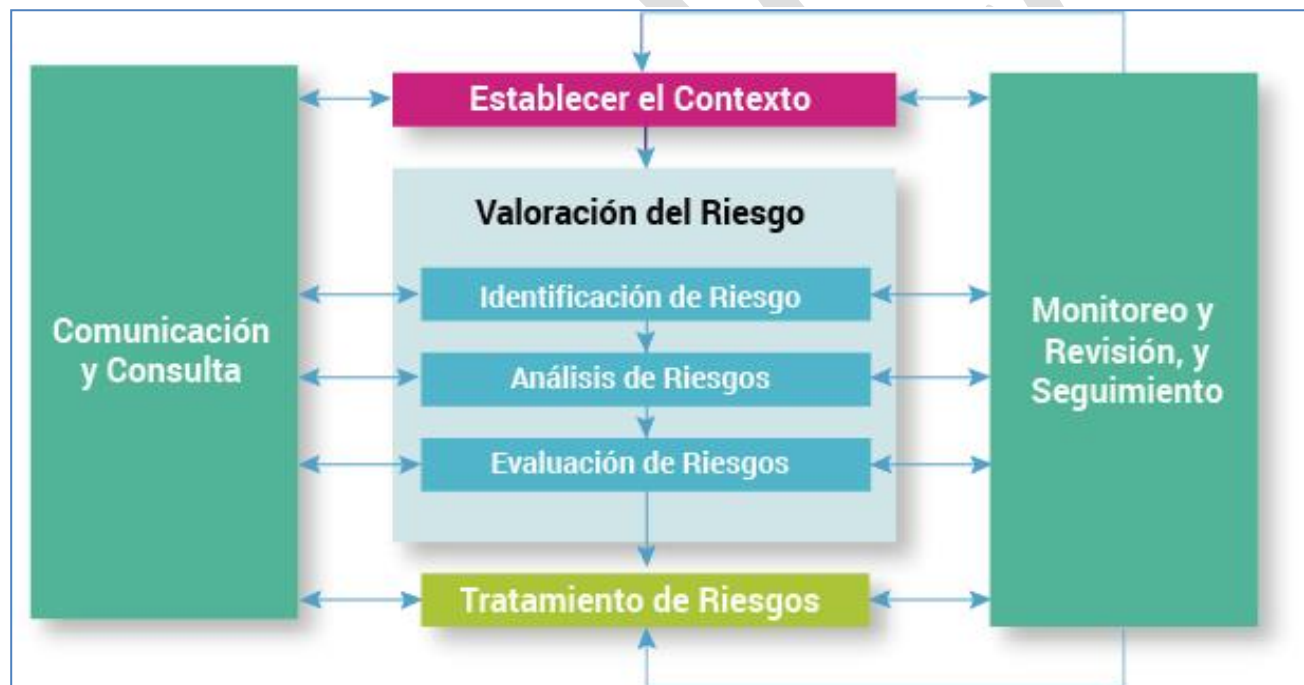 Establecer el Contexto
Valoración del Riesgo
Identificación de Riesgo
Análisis de Riesgos
Evaluación de Riesgos
Tratamiento de Riesgos
Comunicación
y Consulta
Monitoreo y
Revisión, y
Seguimiento